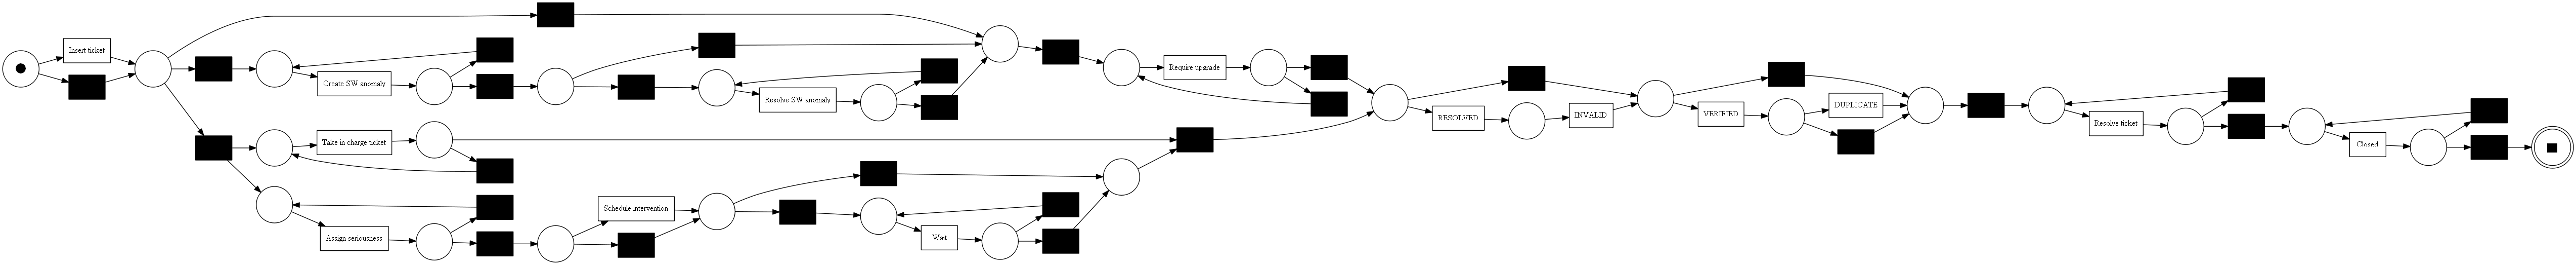 Insert ticket
Create SW anomaly
Resolve SW anomaly
Require upgrade
RESOLVED
INVALID
VERIFIED
DUPLICATE
Resolve ticket
Closed
Take in charge ticket
Assign seriousness
Schedule intervention
Wait